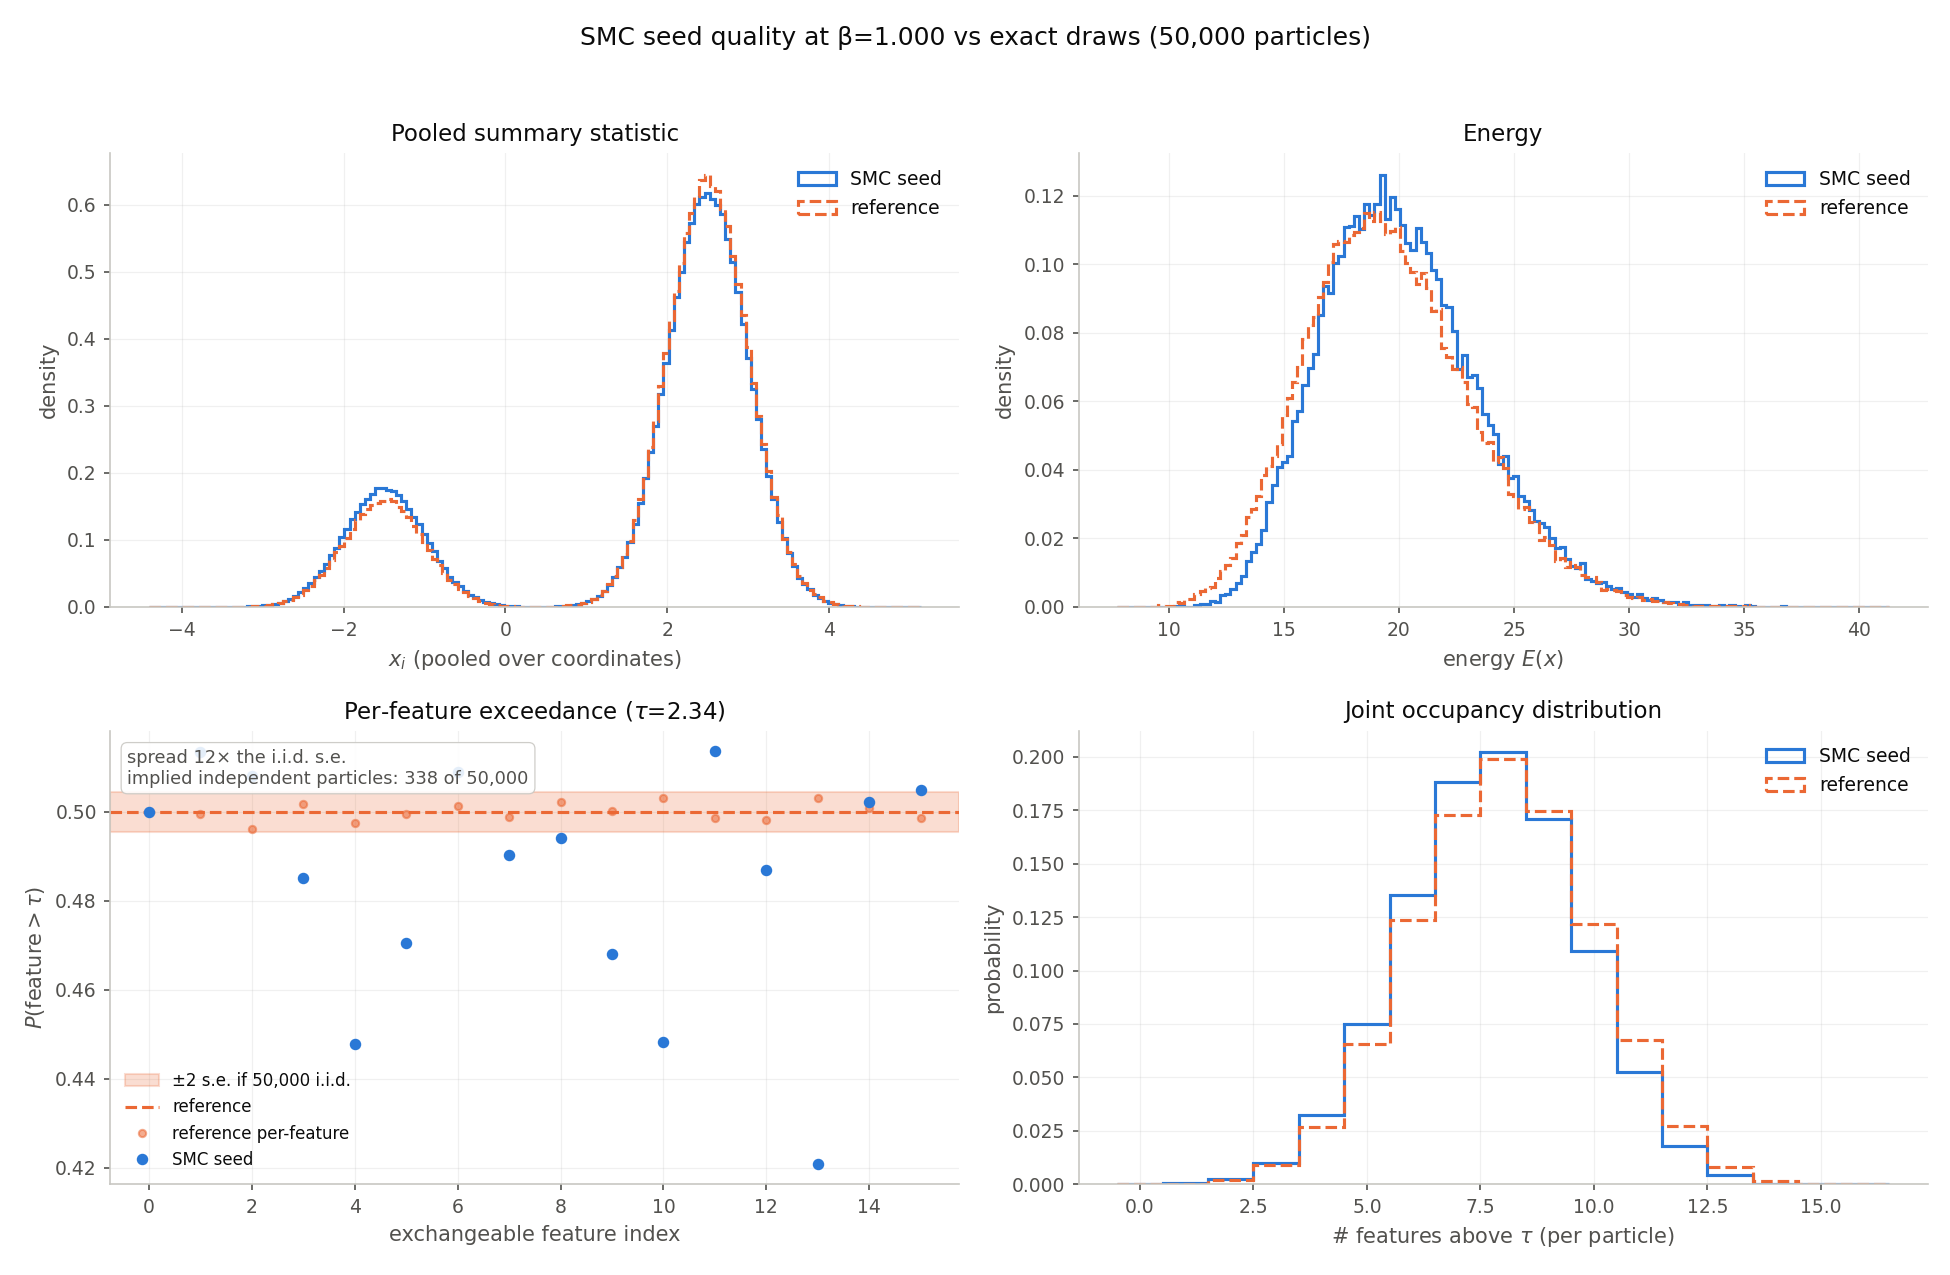 SMC seed quality at β=1.000 vs exact draws (50,000 particles)
Pooled summary statistic
SMC seed
reference
density
0.6
0.5
0.4
0.3
0.2
0.1
0.0
−4
−2
0
2
4
x_i (pooled over coordinates)
Energy
SMC seed
reference
density
0.12
0.10
0.08
0.06
0.04
0.02
0.00
10
15
20
25
30
35
40
energy E(x)
Per-feature exceedance (τ=2.34)
spread 12× the i.i.d. s.e.
implied independent particles: 338 of 50,000
P(feature > τ)
0.50
0.48
0.46
0.44
0.42
±2 s.e. if 50,000 i.i.d.
reference
reference per-feature
SMC seed
0
2
4
6
8
10
12
14
exchangeable feature index
Joint occupancy distribution
SMC seed
reference
probability
0.200
0.175
0.150
0.125
0.100
0.075
0.050
0.025
0.000
0.0
2.5
5.0
7.5
10.0
12.5
15.0
# features above τ (per particle)